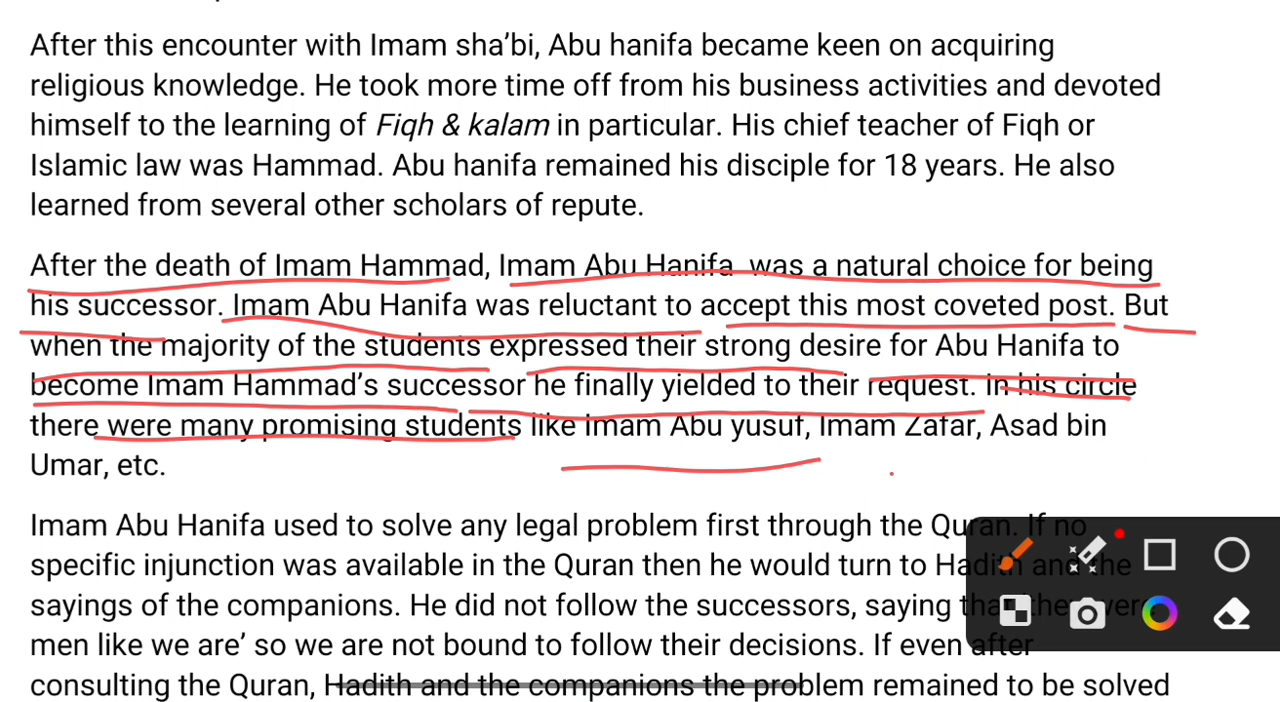 After this encounter with Imam sha’bi, Abu hanifa became keen on acquiring
religious knowledge. He took more time off from his business activities and devoted
himself to the learning of Fiqh & kalam in particular. His chief teacher of Fiqh or
Islamic law was Hammad. Abu hanifa remained his disciple for 18 years. He also
learned from several other scholars of repute.
After the death of Imam Hammad, Imam Abu Hanifa was a natural choice for being
his successor. Imam Abu Hanifa was reluctant to accept this most coveted post. But
when the majority of the students expressed their strong desire for Abu Hanifa to
become Imam Hammad’s successor he finally yielded to their request. In his circle
there were many promising students like Imam Abu yusuf, Imam Zafar, Asad bin
Umar, etc.
Imam Abu Hanifa used to solve any legal problem first through the Quran. If no
specific injunction was available in the Quran then he would turn to Hadith and the
sayings of the companions. He did not follow the successors, saying that ‘they were
men like we are’ so we are not bound to follow their decisions. If even after
consulting the Quran, Hadith and the companions the problem remained to be solved